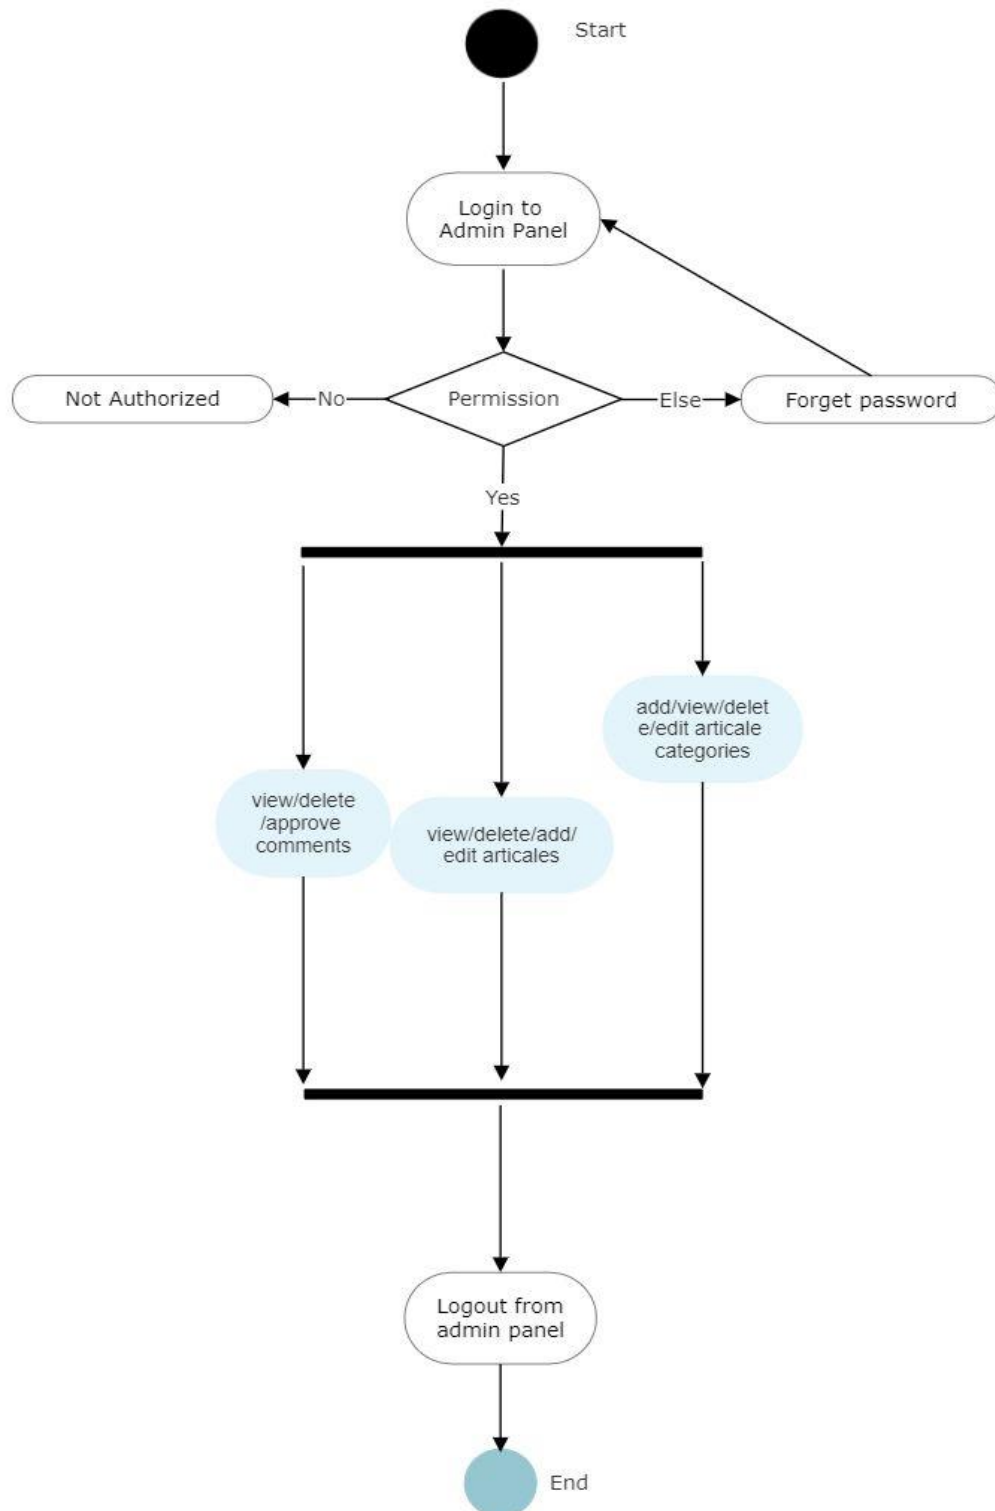 Start
Login to
Admin Panel
Not Authorized
No
Permission
Else
Forget password
Yes
add/view/delet
e/edit articale
categories
view/delete
/approve
comments
view/delete/add/
edit articales
Logout from
admin panel
End